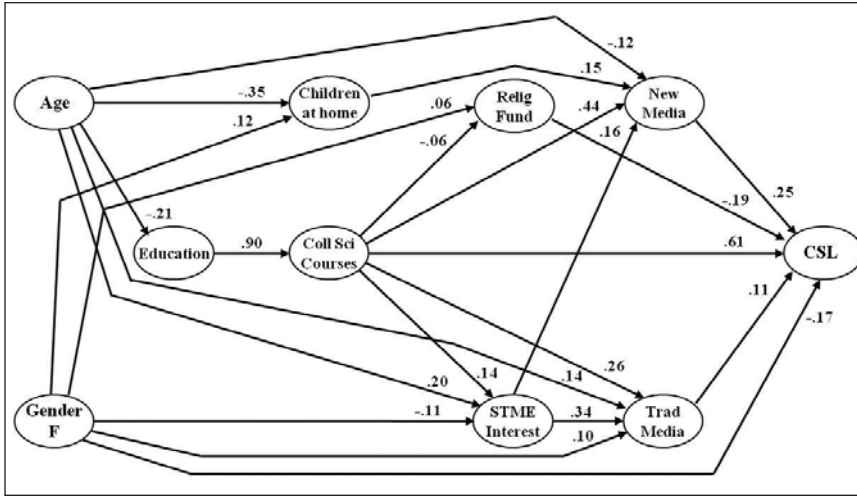 -.12
Age
-.35
Children
at home
.15
Relig
Fund
New
Media
.12
.06
.44
.16
-.06
-.21
-.19
.25
Education
.90
Coll Sci
Courses
.61
CSL
.11
-.17
.20
.14
.14
.26
Gender
F
-.11
STME
Interest
.34
Trad
Media
.10